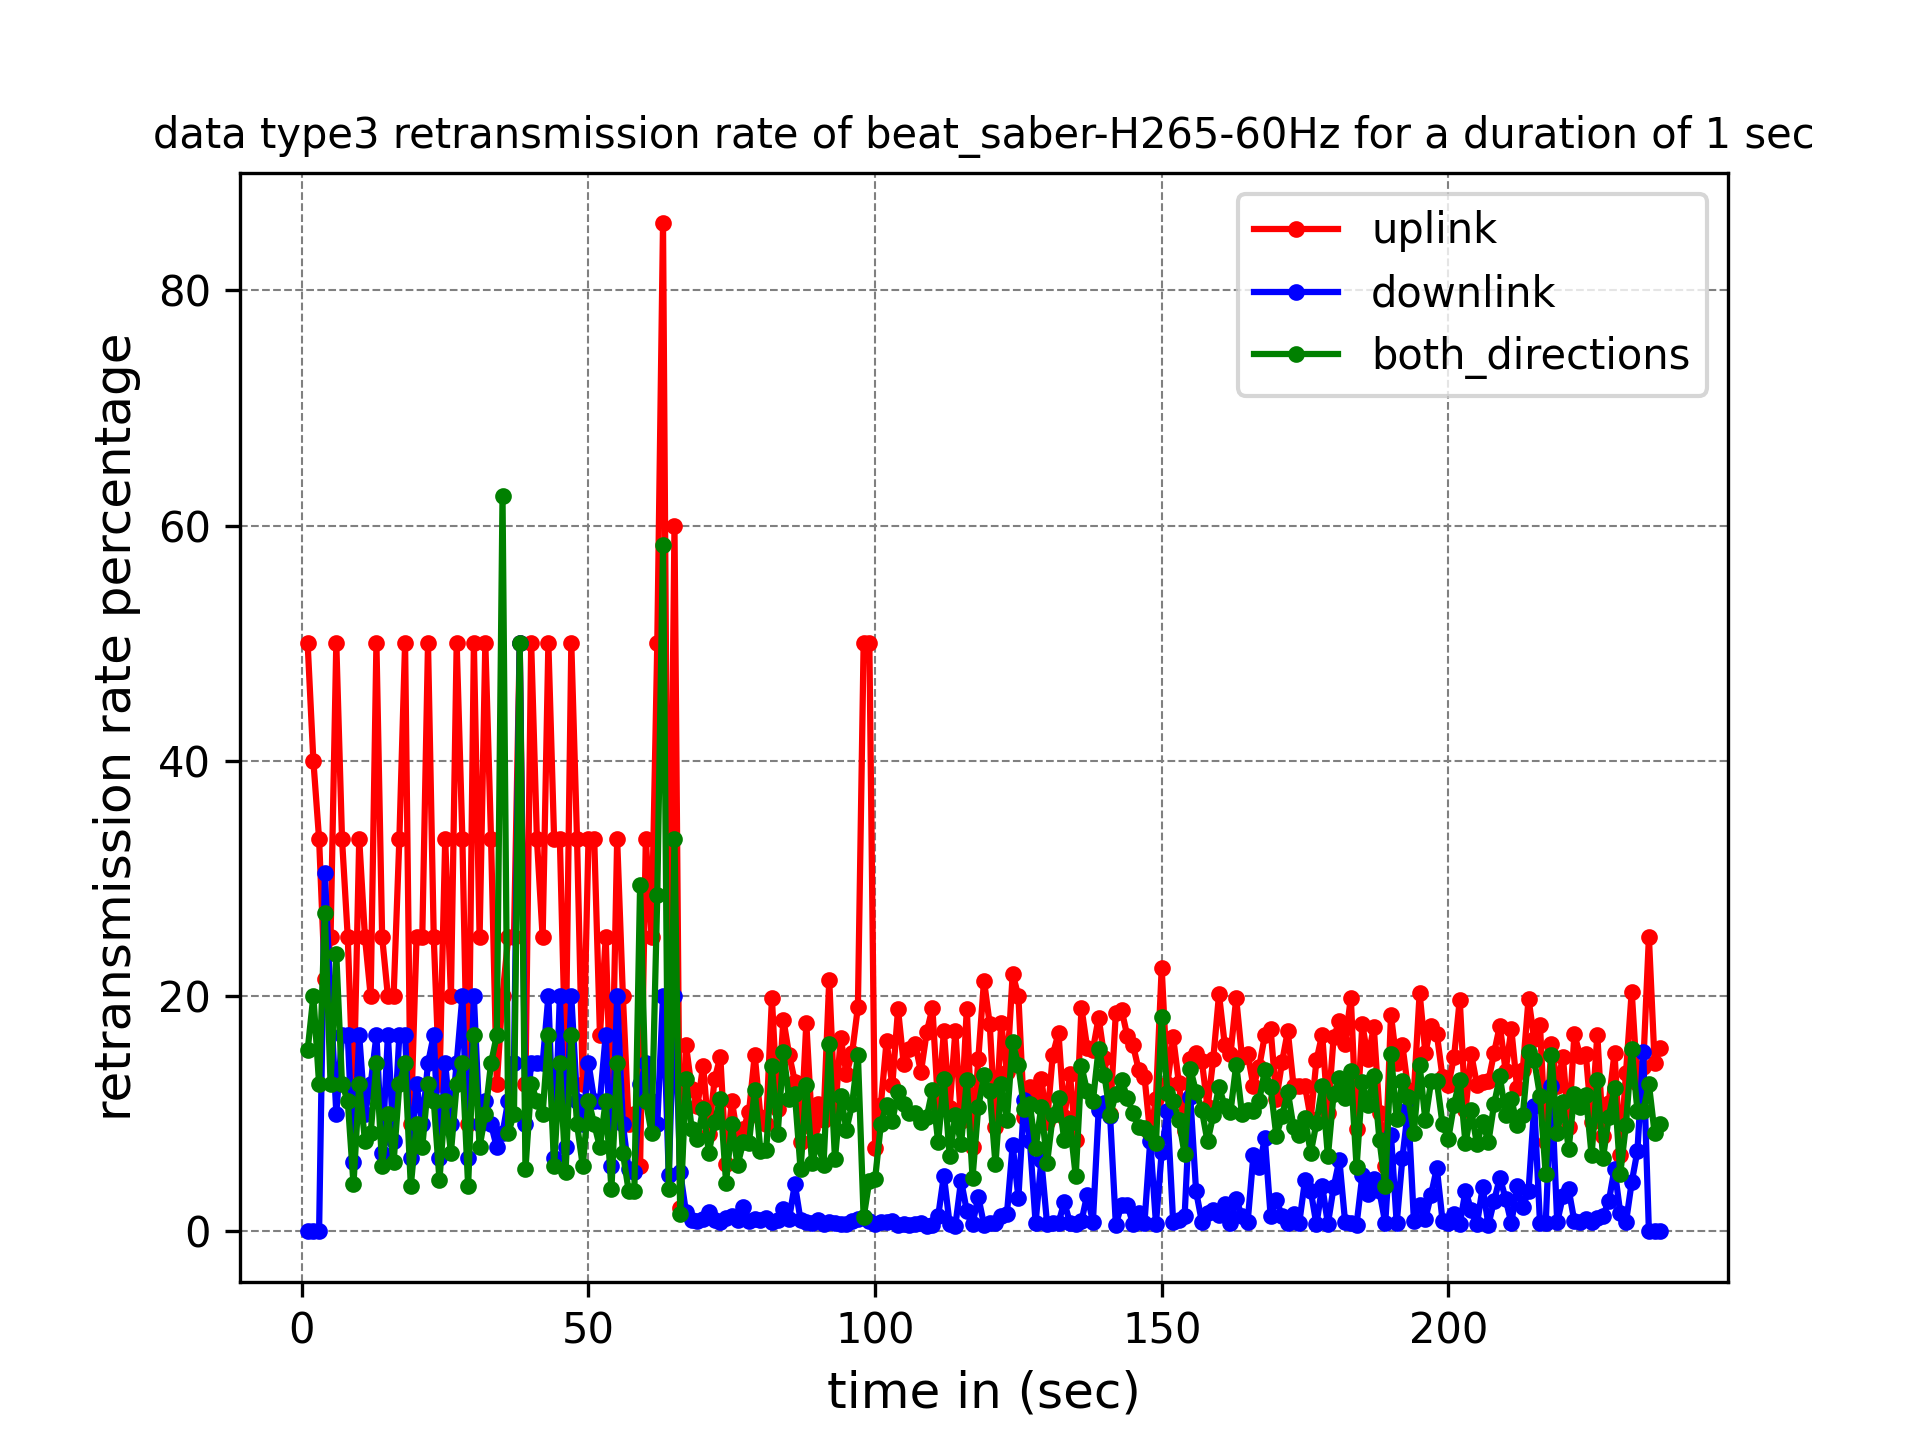 data type3 retransmission rate of beat_saber-H265-60Hz for a duration of 1 sec
uplink
downlink
both_directions
retransmission rate percentage
80
60
40
20
0
0 50 100 150 200
time in (sec)